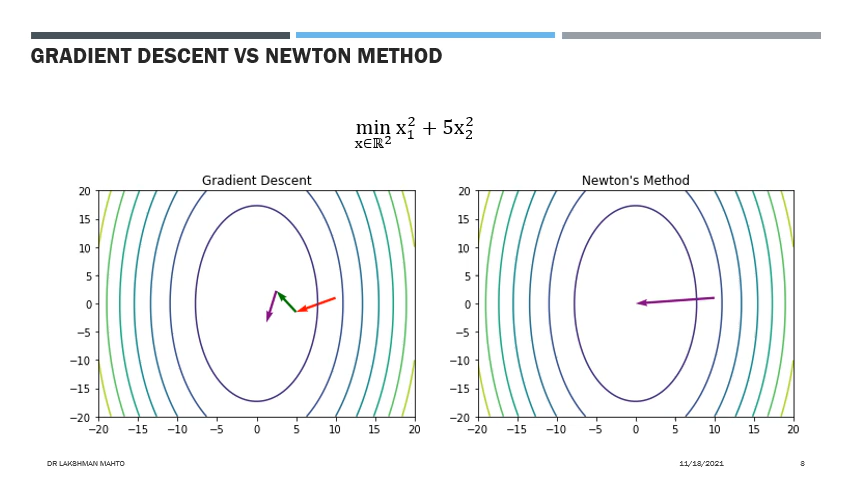 GRADIENT DESCENT VS NEWTON METHOD
min x₁² + 5x₂²
x∈ℝ²
Gradient Descent
20
15
10
5
0
−5
−10
−15
−20
−20 −15 −10 −5 0 5 10 15 20
Newton's Method
20
15
10
5
0
−5
−10
−15
−20
−20 −15 −10 −5 0 5 10 15 20
DR LAKSHMAN MAHTO 11/18/2021 8